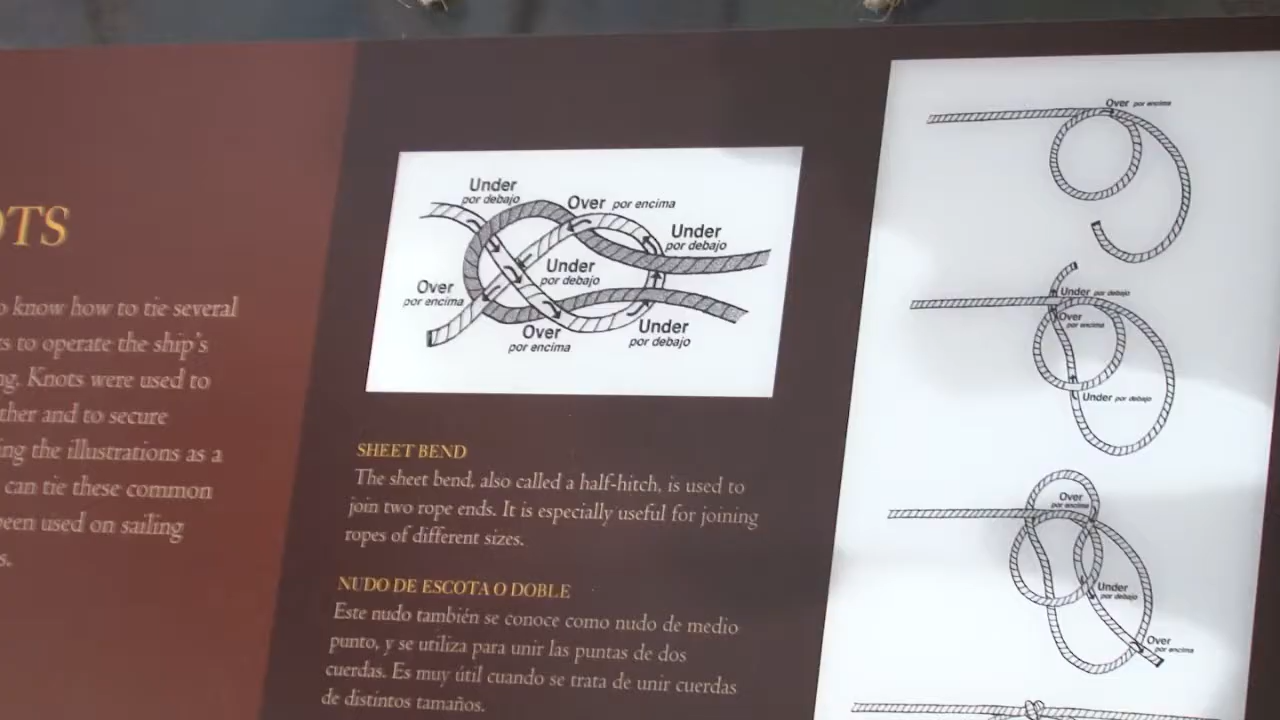 OTS
o know how to tie several
s to operate the ship's
ng. Knots were used to
ther and to secure
ing the illustrations as a
can tie these common
been used on sailing
s.
Under
por debajo
Over por encima
Under
por debajo
Under
por debajo
Over
por encima
Over
por encima
Under
por debajo
SHEET BEND
The sheet bend, also called a half-hitch, is used to
join two rope ends. It is especially useful for joining
ropes of different sizes.
NUDO DE ESCOTA O DOBLE
Este nudo también se conoce como nudo de medio
punto, y se utiliza para unir las puntas de dos
cuerdas. Es muy útil cuando se trata de unir cuerdas
de distintos tamaños.
Over por encima
Under por debajo
Over
por encima
Under por debajo
Over
por encima
Under
por debajo
Over
por encima